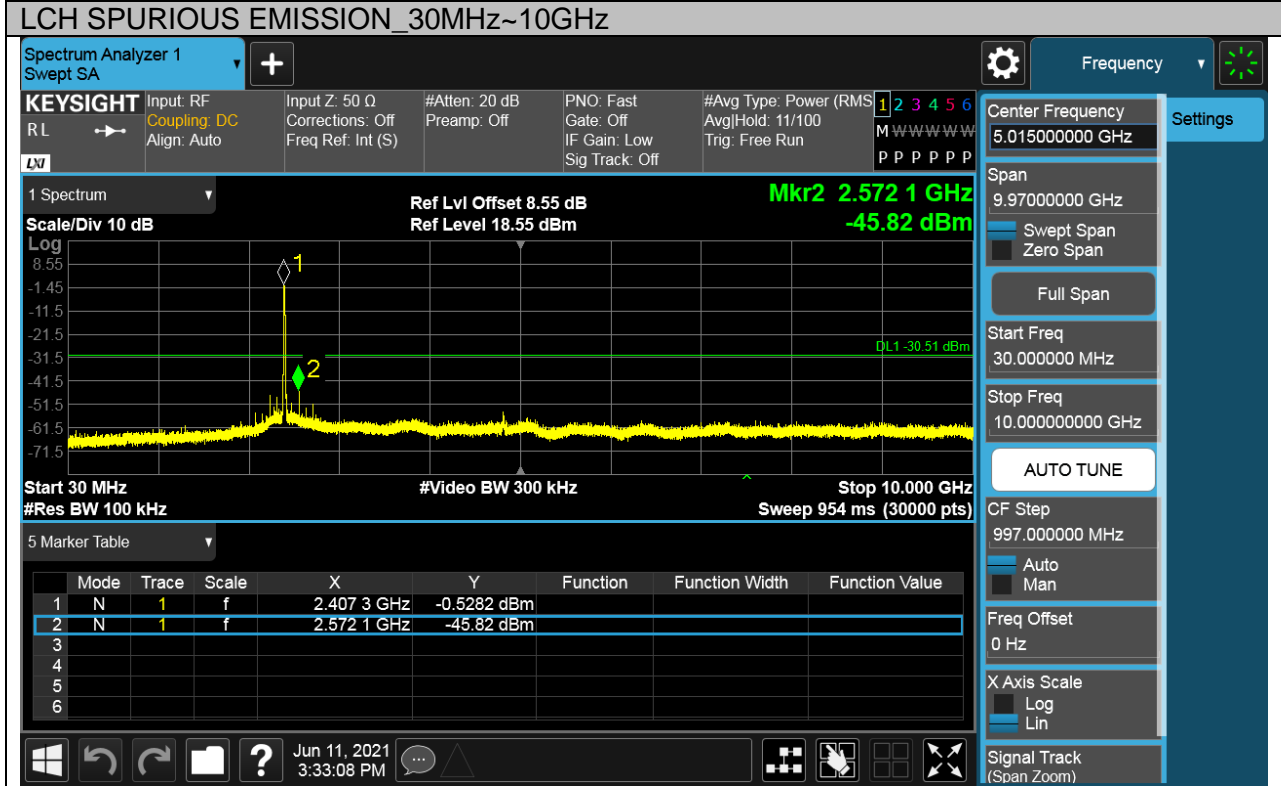 LCH SPURIOUS EMISSION_30MHz~10GHz
Spectrum Analyzer 1
Swept SA
+
Frequency
KEYSIGHT
RL
LXI
Input: RF
Coupling: DC
Align: Auto
Input Z: 50 Ω
Corrections: Off
Freq Ref: Int (S)
#Atten: 20 dB
Preamp: Off
PNO: Fast
Gate: Off
IF Gain: Low
Sig Track: Off
#Avg Type: Power (RMS
Avg|Hold: 11/100
Trig: Free Run
1 2 3 4 5 6
M W W W W W
P P P P P P
1 Spectrum
Scale/Div 10 dB
Ref Lvl Offset 8.55 dB
Ref Level 18.55 dBm
Mkr2 2.572 1 GHz
-45.82 dBm
Log
8.55
-1.45
-11.5
-21.5
-31.5
-41.5
-51.5
-61.5
-71.5
1
2
DL1 -30.51 dBm
Start 30 MHz
#Video BW 300 kHz
Stop 10.000 GHz
#Res BW 100 kHz
Sweep 954 ms (30000 pts)
5 Marker Table
Mode Trace Scale X Y Function Function Width Function Value
1 N 1 f 2.407 3 GHz -0.5282 dBm
2 N 1 f 2.572 1 GHz -45.82 dBm
3
4
5
6
Center Frequency
5.015000000 GHz
Settings
Span
9.97000000 GHz
Swept Span
Zero Span
Full Span
Start Freq
30.000000 MHz
Stop Freq
10.000000000 GHz
AUTO TUNE
CF Step
997.000000 MHz
Auto
Man
Freq Offset
0 Hz
X Axis Scale
Log
Lin
Signal Track
(Span Zoom)
?
Jun 11, 2021
3:33:08 PM